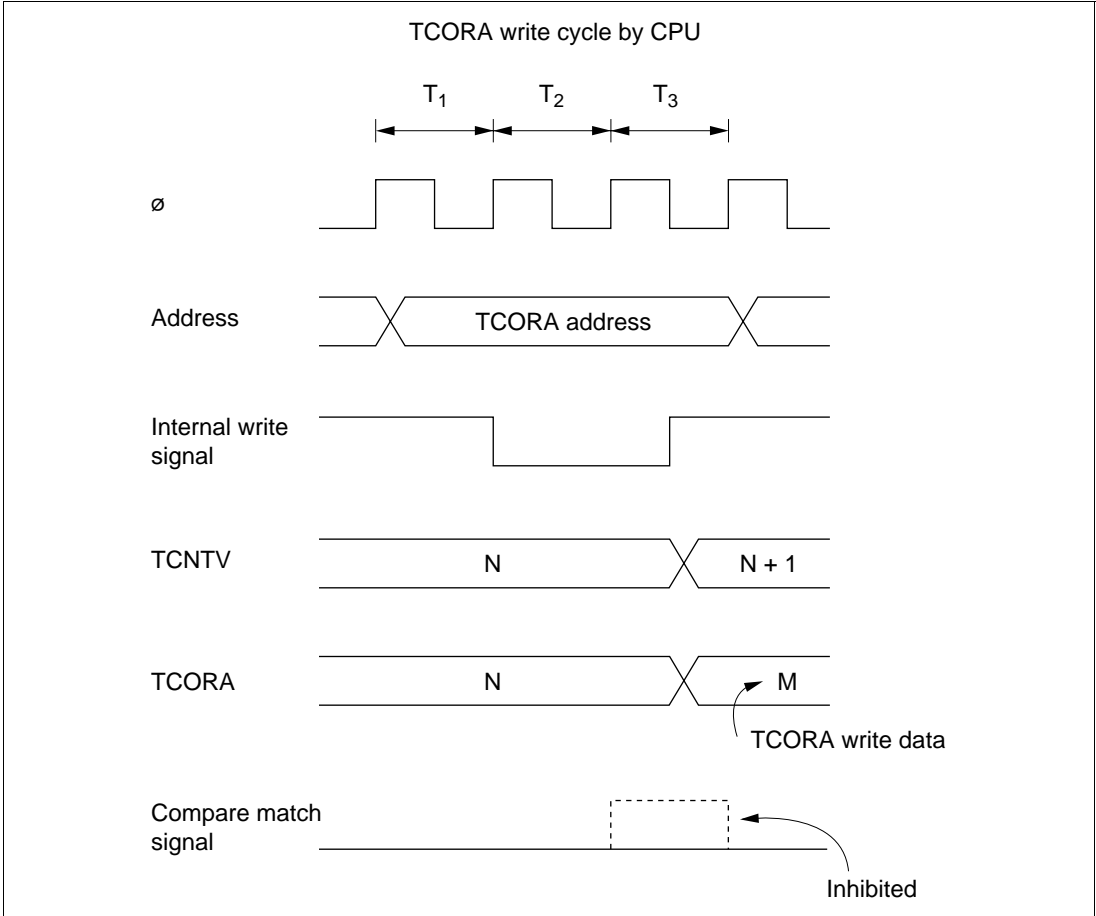 TCORA write cycle by CPU
T1 T2 T3
ø
Address
TCORA address
Internal write
signal
TCNTV
N
N + 1
TCORA
N
M
TCORA write data
Compare match
signal
Inhibited